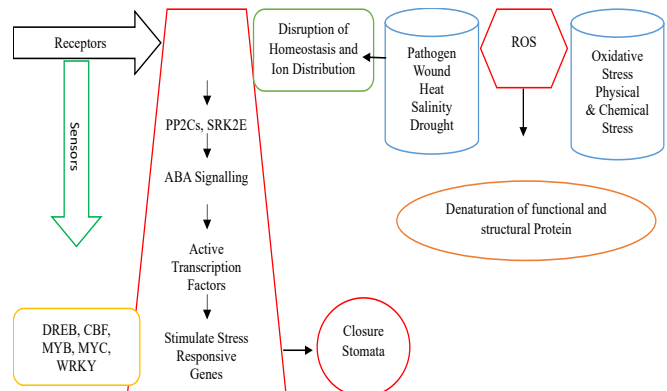 Receptors
Sensors
DREB, CBF,
MYB, MYC,
WRKY
PP2Cs, SRK2E
ABA Signalling
Active
Transcription
Factors
Stimulate Stress
Responsive
Genes
Closure
Stomata
Disruption of
Homeostasis and
Ion Distribution
Pathogen
Wound
Heat
Salinity
Drought
ROS
Oxidative
Stress
Physical
& Chemical
Stress
Denaturation of functional and
structural Protein